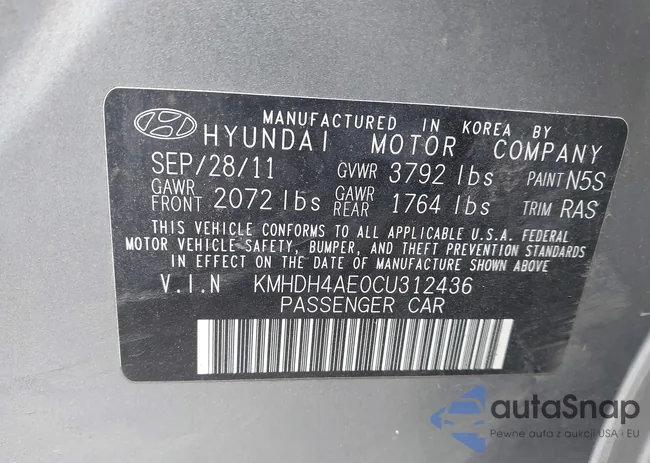 MANUFACTURED IN KOREA BY
HYUNDAI MOTOR COMPANY
SEP/28/11 GVWR 3792 lbs PAINT N5S
GAWR FRONT 2072 lbs GAWR REAR 1764 lbs TRIM RAS
THIS VEHICLE CONFORMS TO ALL APPLICABLE U.S.A. FEDERAL
MOTOR VEHICLE SAFETY, BUMPER, AND THEFT PREVENTION STANDARDS
IN EFFECT ON THE DATE OF MANUFACTURE SHOWN ABOVE
V.I.N KMHDH4AE0CU312436
PASSENGER CAR
autaSnap
Pewne auta z aukcji USA i EU